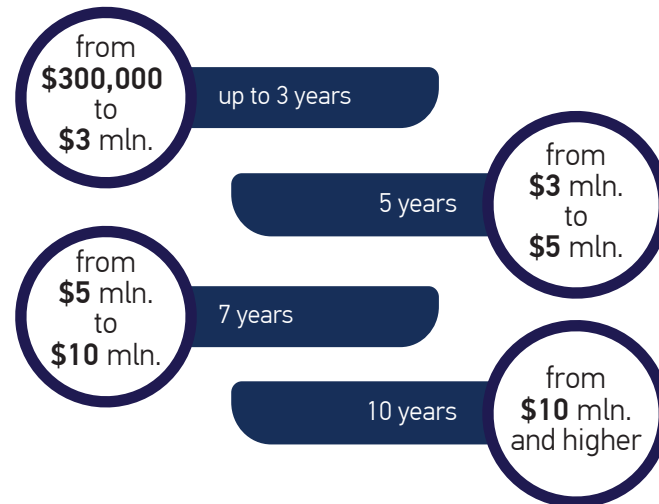 from
$300,000
to
$3 mln.
up to 3 years
from
$3 mln.
to
$5 mln.
5 years
from
$5 mln.
to
$10 mln.
7 years
from
$10 mln.
and higher
10 years